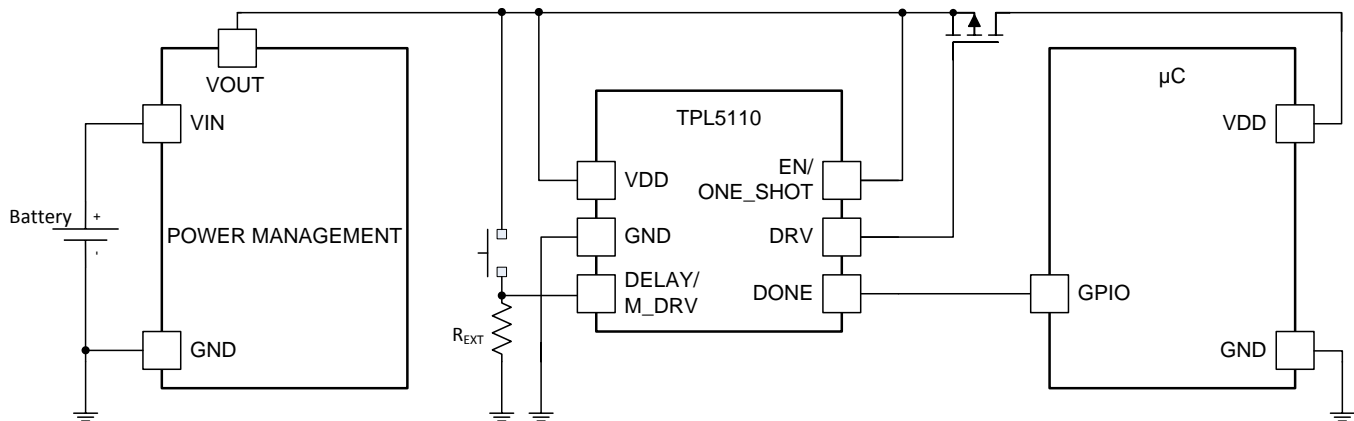 VOUT
VIN
POWER MANAGEMENT
GND
Battery
+
-
R_EXT
TPL5110
VDD
GND
DELAY/
M_DRV
EN/
ONE_SHOT
DRV
DONE
µC
VDD
GPIO
GND